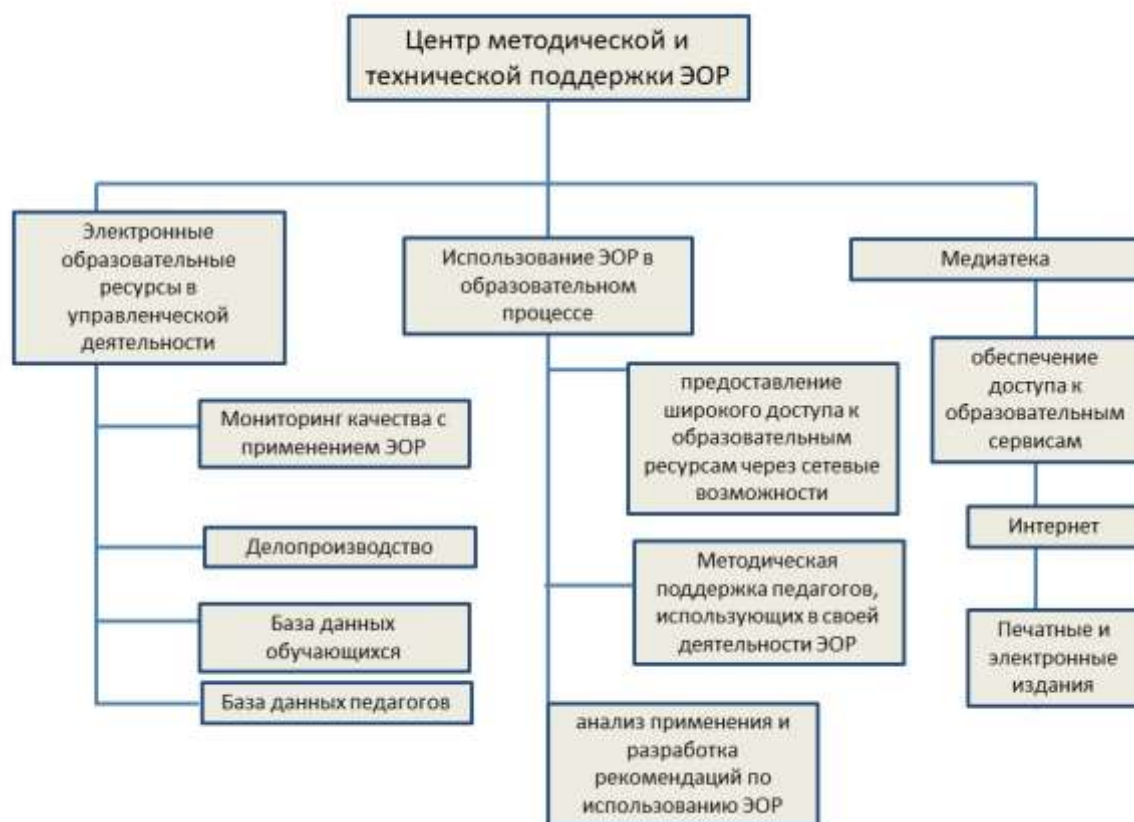 Центр методической и
технической поддержки ЭОР
Электронные
образовательные
ресурсы в
управленческой
деятельности
Мониторинг качества с
применением ЭОР
Делопроизводство
База данных
обучающихся
База данных педагогов
Использование ЭОР в
образовательном
процессе
предоставление
широкого доступа к
образовательным
ресурсам через сетевые
возможности
Методическая
поддержка педагогов,
использующих в своей
деятельности ЭОР
анализ применения и
разработка
рекомендаций по
использованию ЭОР
Медиатека
обеспечение
доступа к
образовательным
сервисам
Интернет
Печатные и
электронные
издания